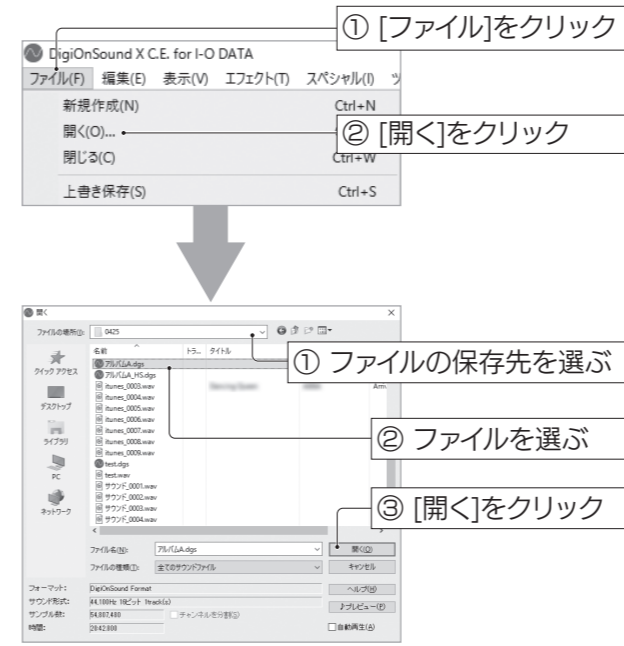 ① [ファイル]をクリック
DigiOnSound X C.E. for I-O DATA
ファイル(F) 編集(E) 表示(V) エフェクト(T) スペシャル(I) ツ
新規作成(N) Ctrl+N
開く(O)...
② [開く]をクリック
閉じる(C) Ctrl+W
上書き保存(S) Ctrl+S
開く
ファイルの場所(I): 0425
① ファイルの保存先を選ぶ
名前 トラ... タイトル
クイック アクセス
デスクトップ
ライブラリ
PC
ネットワーク
アルバムA.dgs
アルバムA_HS.dgs
itunes_0003.wav
itunes_0004.wav
itunes_0005.wav
itunes_0006.wav
itunes_0007.wav
itunes_0008.wav
itunes_0009.wav
test.dgs
test.wav
サウンド_0001.wav
サウンド_0002.wav
サウンド_0003.wav
サウンド_0004.wav
② ファイルを選ぶ
③ [開く]をクリック
ファイル名(N): アルバムA.dgs 開く(O)
ファイルの種類(T): 全てのサウンドファイル キャンセル
フォーマット: DigiOnSound Format ヘルプ(H)
サウンド形式: 44,100Hz 16ビット 1track(s)
チャンネルを分割(S)
プレビュー(P)
サンプル数:
時間:
自動再生(A)